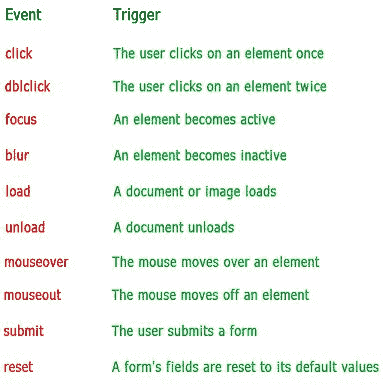 Event Trigger
click The user clicks on an element once
dblclick The user clicks on an element twice
focus An element becomes active
blur An element becomes inactive
load A document or image loads
unload A document unloads
mouseover The mouse moves over an element
mouseout The mouse moves off an element
submit The user submits a form
reset A form's fields are reset to its default values